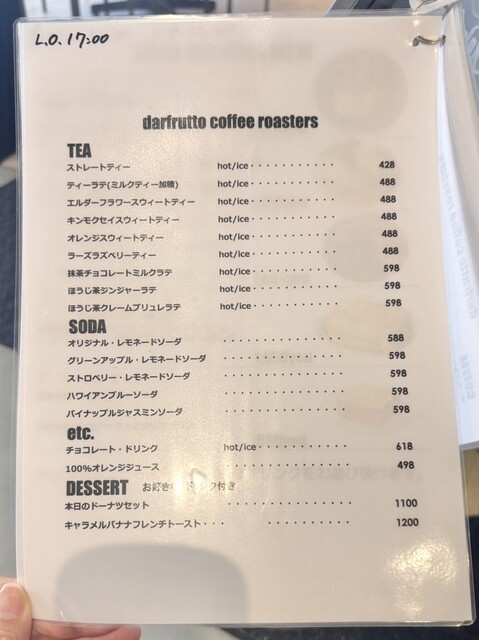 L.O. 17:00
darfrutto coffee roasters
TEA
ストレートティー hot/ice・・・・・・・・・・・ 428
ティーラテ(ミルクティー加糖) hot/ice・・・・・・・・・・・ 488
エルダーフラワースウィートティー hot/ice・・・・・・・・・・・ 488
キンモクセイスウィートティー hot/ice・・・・・・・・・・・ 488
オレンジスウィートティー hot/ice・・・・・・・・・・・ 488
ラーズラズベリーティー hot/ice・・・・・・・・・・・ 488
抹茶チョコレートミルクラテ hot/ice・・・・・・・・・・・ 598
ほうじ茶ジンジャーラテ hot/ice・・・・・・・・・・・ 598
ほうじ茶クレームブリュレラテ hot/ice・・・・・・・・・・・ 598
SODA
オリジナル・レモネードソーダ ・・・・・・・・・・・・・・・ 588
グリーンアップル・レモネードソーダ ・・・・・・・・・・・・・・・ 598
ストロベリー・レモネードソーダ ・・・・・・・・・・・・・・・ 598
ハワイアンブルーソーダ ・・・・・・・・・・・・・・・ 598
パイナップルジャスミンソーダ ・・・・・・・・・・・・・・・ 598
etc.
チョコレート・ドリンク hot/ice・・・・・・・・・・・ 618
100%オレンジジュース ・・・・・・・・・・・・・・・ 498
DESSERT お好き ク付き
本日のドーナツセット ・・・・・・・・・・・・・・・ 1100
キャラメルバナナフレンチトースト・・・ ・・・・・・・・・・ 1200